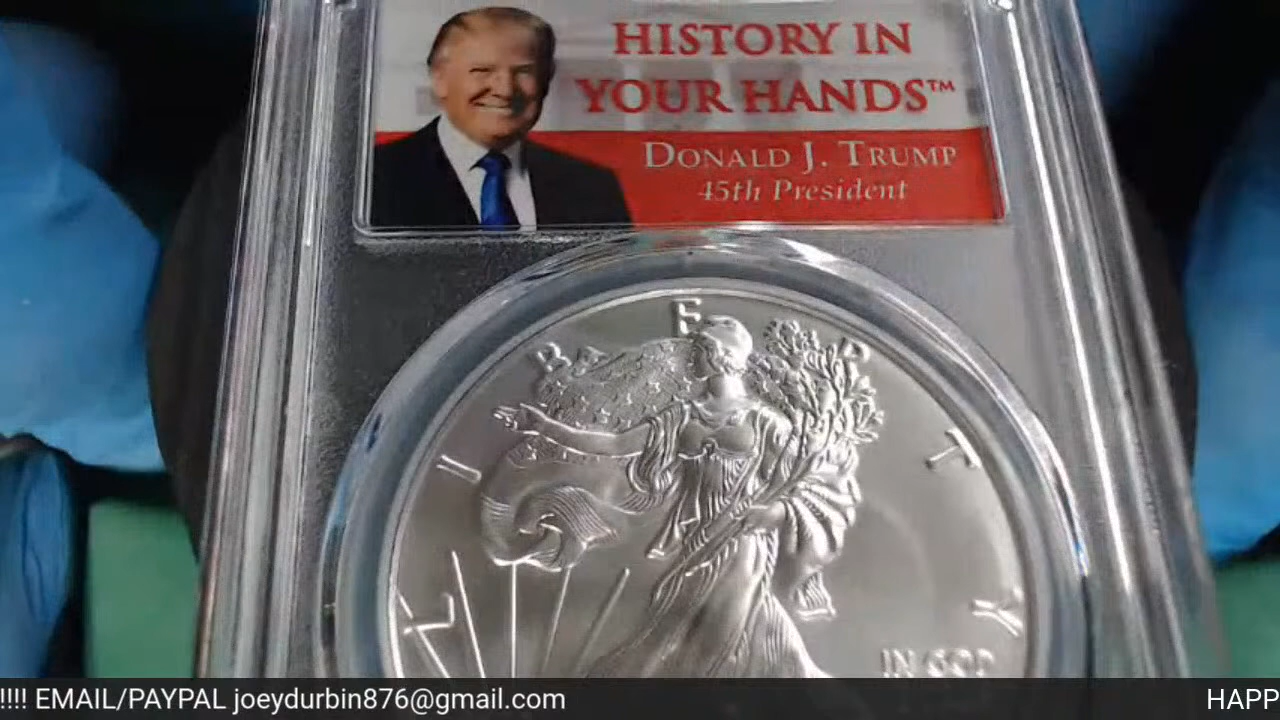 HISTORY IN
YOUR HANDS™
DONALD J. TRUMP
45th President
LIBERTY
IN GOD
!!!! EMAIL/PAYPAL joeydurbin876@gmail.com
HAPP